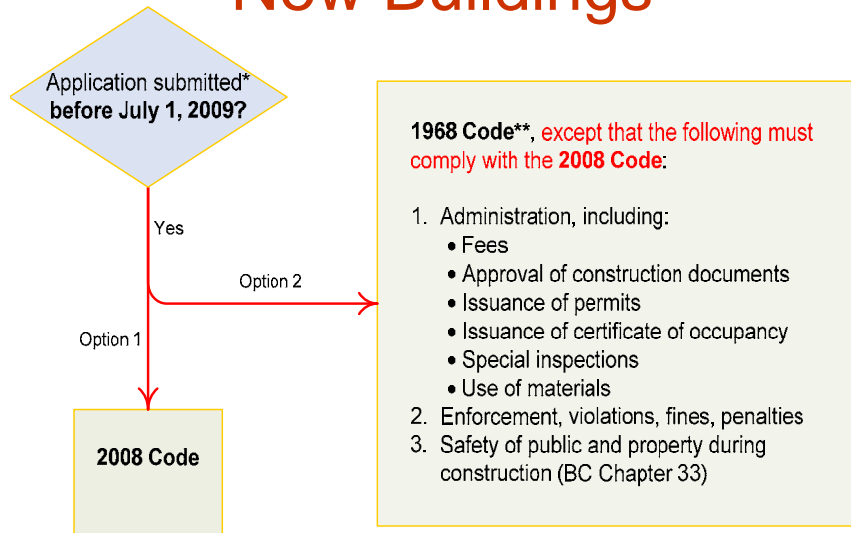 New Buildings
Application submitted*
before July 1, 2009?
Yes
Option 2
Option 1
2008 Code
1968 Code**, except that the following must
comply with the 2008 Code:
1. Administration, including:
• Fees
• Approval of construction documents
• Issuance of permits
• Issuance of certificate of occupancy
• Special inspections
• Use of materials
2. Enforcement, violations, fines, penalties
3. Safety of public and property during
construction (BC Chapter 33)